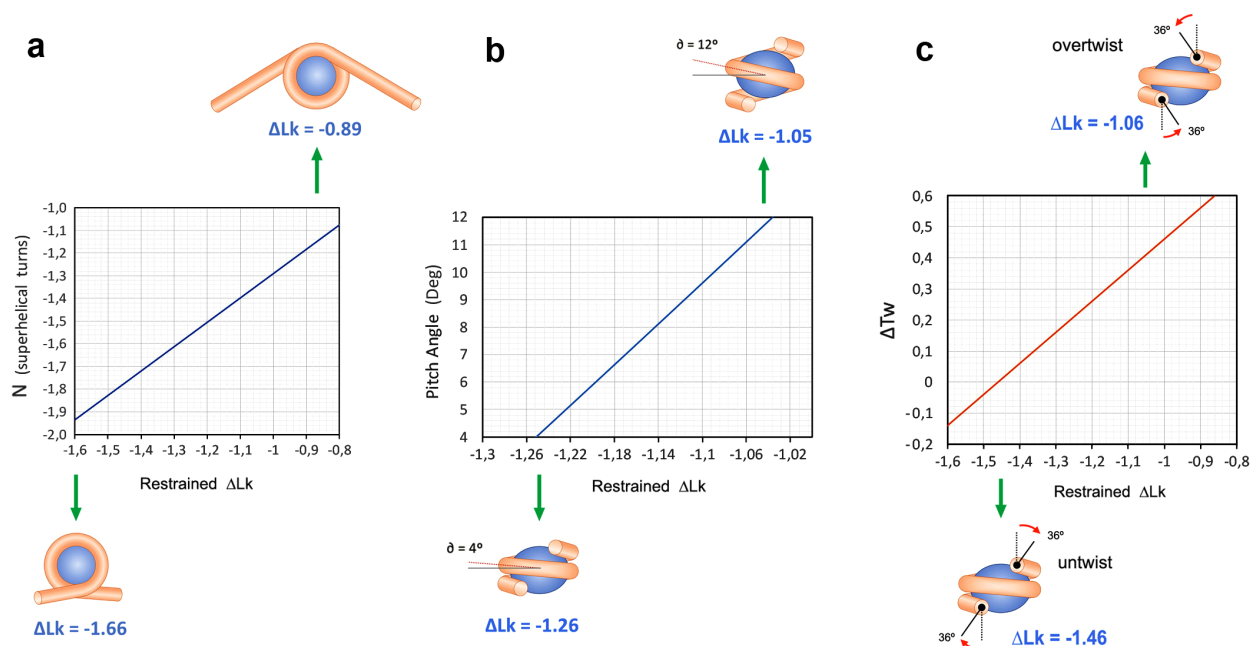 a
ΔLk = -0.89
N (superhelical turns)
-1,0
-1,1
-1,3
-1,3
-1,4
-1,5
-1,6
-1,7
-1,8
-1,9
-2,0
-1,6 -1,5 -1,4 -1,3 -1,2 -1,1 -1 -0,9 -0,8
Restrained ΔLk
ΔLk = -1.66
b
∂ = 12º
ΔLk = -1.05
Pitch Angle (Deg)
12
11
10
9
8
7
6
5
4
-1,3 -1,22 -1,18 -1,14 -1,1 -1,06 -1,02
Restrained ΔLk
∂ = 4º
ΔLk = -1.26
c
overtwist
36º
ΔLk = -1.06
36º
ΔTw
0,6
0,5
0,4
0,3
0,2
0,1
0
-0,1
-0,2
-1,6 -1,5 -1,4 -1,3 -1,2 -1,1 -1 -0,9 -0,8
Restrained ΔLk
36º
untwist
36º
ΔLk = -1.46